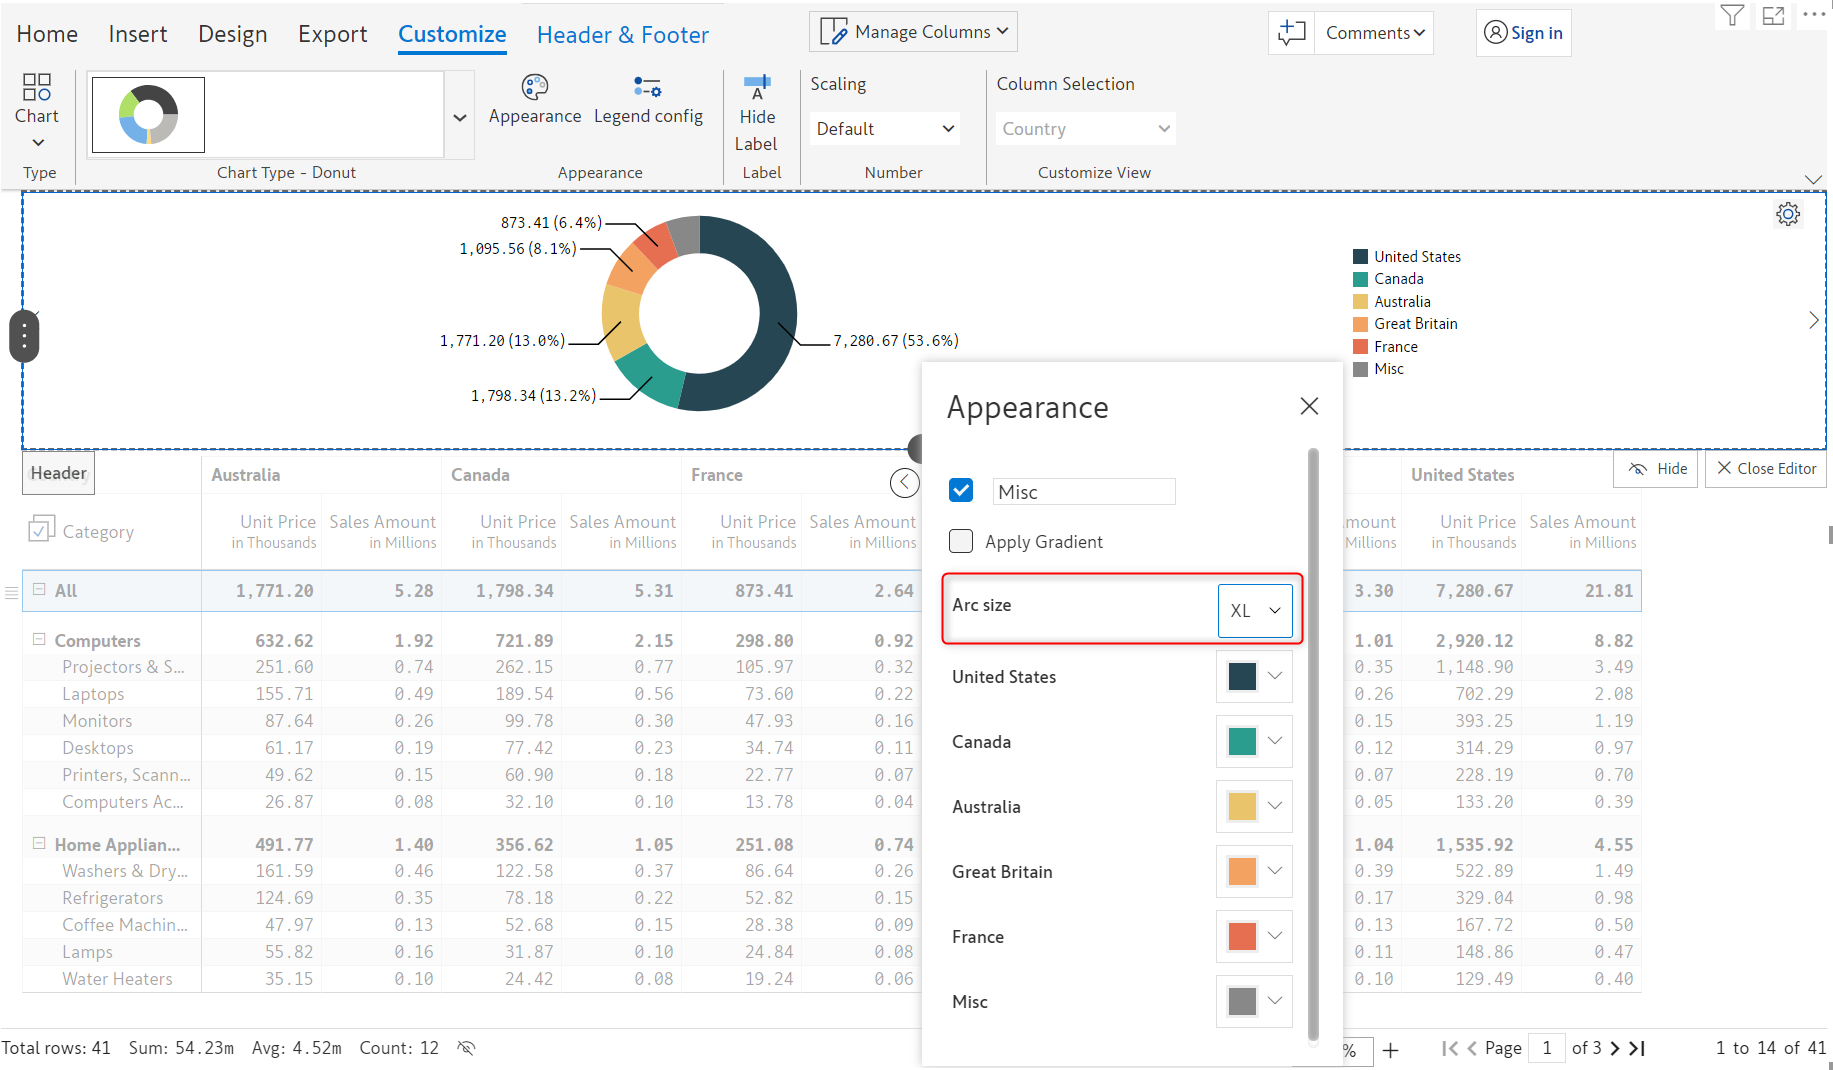 Home Insert Design Export Customize Header & Footer Manage Columns Comments Sign in
Chart
Type
Chart Type - Donut
Appearance Legend config
Appearance
Hide
Label
Label
Scaling
Default
Number
Column Selection
Country
Customize View
873.41 (6.4%)
1,095.56 (8.1%)
1,771.20 (13.0%)
1,798.34 (13.2%)
7,280.67 (53.6%)
United States
Canada
Australia
Great Britain
France
Misc
Header
Hide Close Editor
Australia Canada France United States
Category
Unit Price Sales Amount Unit Price Sales Amount Unit Price Sales Amount mount Unit Price Sales Amount
in Thousands in Millions in Thousands in Millions in Thousands in Millions Millions in Thousands in Millions
All 1,771.20 5.28 1,798.34 5.31 873.41 2.64 3.30 7,280.67 21.81
Computers 632.62 1.92 721.89 2.15 298.80 0.92 1.01 2,920.12 8.82
Projectors & S... 251.60 0.74 262.15 0.77 105.97 0.32 0.35 1,148.90 3.49
Laptops 155.71 0.49 189.54 0.56 73.60 0.22 0.26 702.29 2.08
Monitors 87.64 0.26 99.78 0.30 47.93 0.16 0.15 393.25 1.19
Desktops 61.17 0.19 77.42 0.23 34.74 0.11 0.12 314.29 0.97
Printers, Scann... 49.62 0.15 60.90 0.18 22.77 0.07 0.07 228.19 0.70
Computers Ac... 26.87 0.08 32.10 0.10 13.78 0.04 0.05 133.20 0.39
Home Applian... 491.77 1.40 356.62 1.05 251.08 0.74 1.04 1,535.92 4.55
Washers & Dry... 161.59 0.46 122.58 0.37 86.64 0.26 0.39 522.89 1.49
Refrigerators 124.69 0.35 78.18 0.22 52.82 0.15 0.17 329.04 0.98
Coffee Machin... 47.97 0.13 52.68 0.15 28.38 0.09 0.13 167.72 0.50
Lamps 55.82 0.16 31.87 0.10 24.84 0.08 0.11 148.86 0.47
Water Heaters 35.15 0.10 24.42 0.08 19.24 0.06 0.10 129.49 0.40
Appearance
Misc
Apply Gradient
Arc size XL
United States
Canada
Australia
Great Britain
France
Misc
Total rows: 41 Sum: 54.23m Avg: 4.52m Count: 12 % + Page 1 of 3 1 to 14 of 41